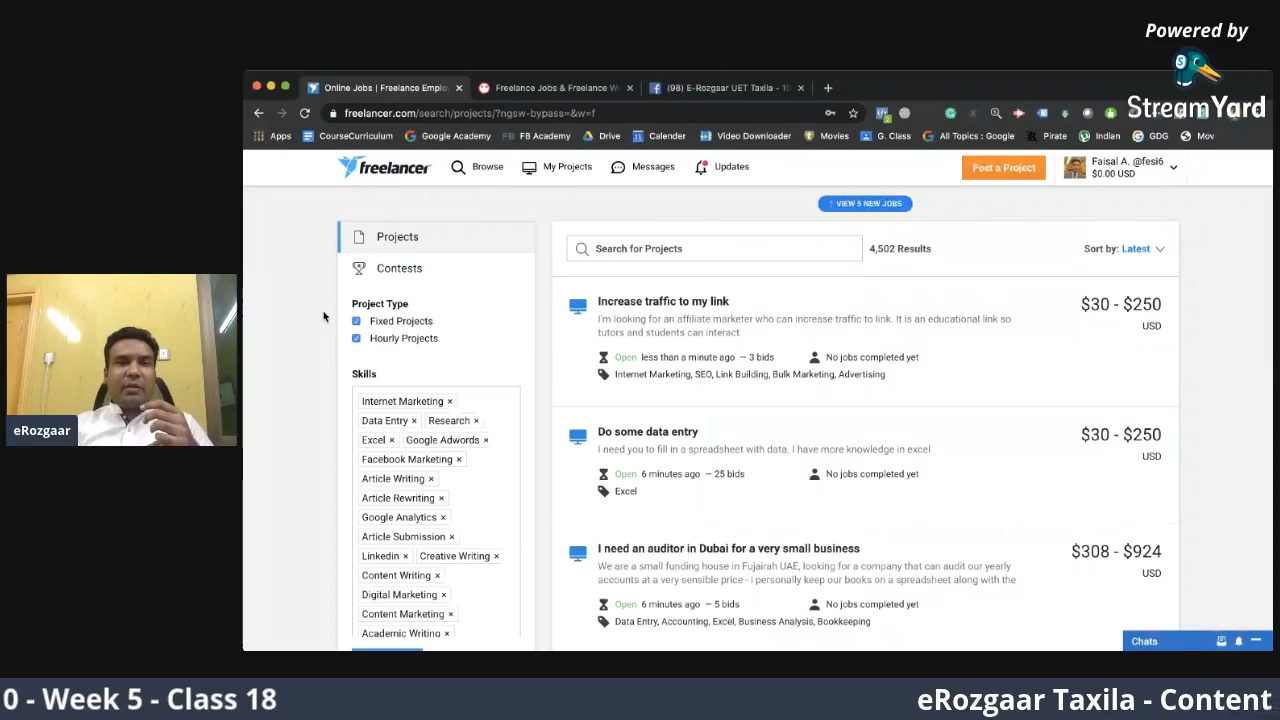 Powered by
StreamYard
Online Jobs | Freelance Emplo
Freelance Jobs & Freelance W
(98) E-Rozgaar UET Taxila - 10
freelancer.com/search/projects/?ngsw-bypass=&w=f
Apps
CourseCurriculum
Google Academy
FB FB Academy
Drive
Calendar
Video Downloader
Movies
G. Class
All Topics : Google
Pirate
Indian
GDG
Mov
freelancer
Browse
My Projects
Messages
Updates
Post a Project
Faisal A. @fesi6
$0.00 USD
↑ VIEW 5 NEW JOBS
Projects
Contests
Project Type
Fixed Projects
Hourly Projects
Skills
Internet Marketing ×
Data Entry × Research ×
Excel × Google Adwords ×
Facebook Marketing ×
Article Writing ×
Article Rewriting ×
Google Analytics ×
Article Submission ×
Linkedin × Creative Writing ×
Content Writing ×
Digital Marketing ×
Content Marketing ×
Academic Writing ×
Search for Projects
4,502 Results
Sort by: Latest
Increase traffic to my link
$30 - $250
USD
I'm looking for an affiliate marketer who can increase traffic to link. It is an educational link so
tutors and students can interact
Open less than a minute ago — 3 bids
No jobs completed yet
Internet Marketing, SEO, Link Building, Bulk Marketing, Advertising
Do some data entry
$30 - $250
USD
I need you to fill in a spreadsheet with data. I have more knowledge in excel
Open 6 minutes ago — 25 bids
No jobs completed yet
Excel
I need an auditor in Dubai for a very small business
$308 - $924
USD
We are a small funding house in Fujairah UAE, looking for a company that can audit our yearly
accounts at a very sensible price - i personally keep our books on a spreadsheet along with the
Open 6 minutes ago — 5 bids
No jobs completed yet
Data Entry, Accounting, Excel, Business Analysis, Bookkeeping
Chats
eRozgaar
0 - Week 5 - Class 18
eRozgaar Taxila - Content